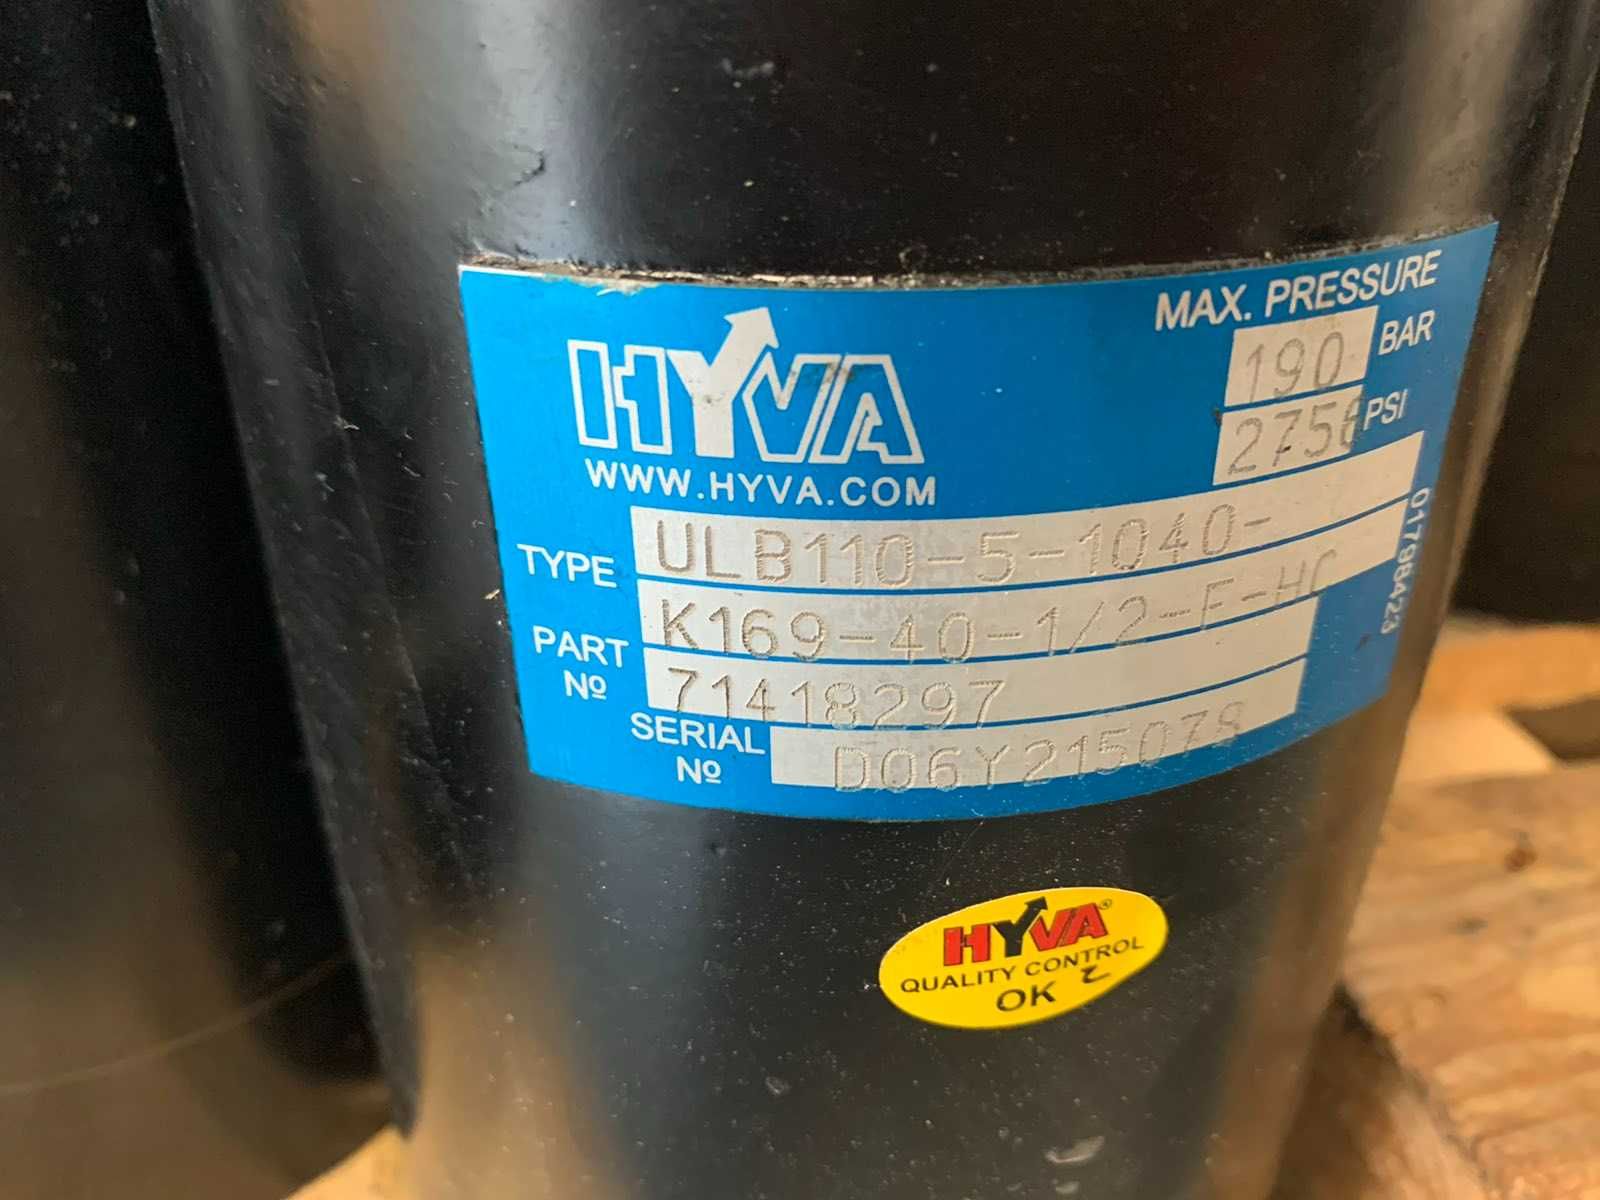 HYVA
WWW.HYVA.COM
MAX. PRESSURE
190 BAR
2756 PSI
TYPE ULB110-5-1040-
K169-40-1/2-F-HC
PART Nº 71418297
SERIAL Nº D06Y215078
01798423
HYVA®
QUALITY CONTROL
OK 2